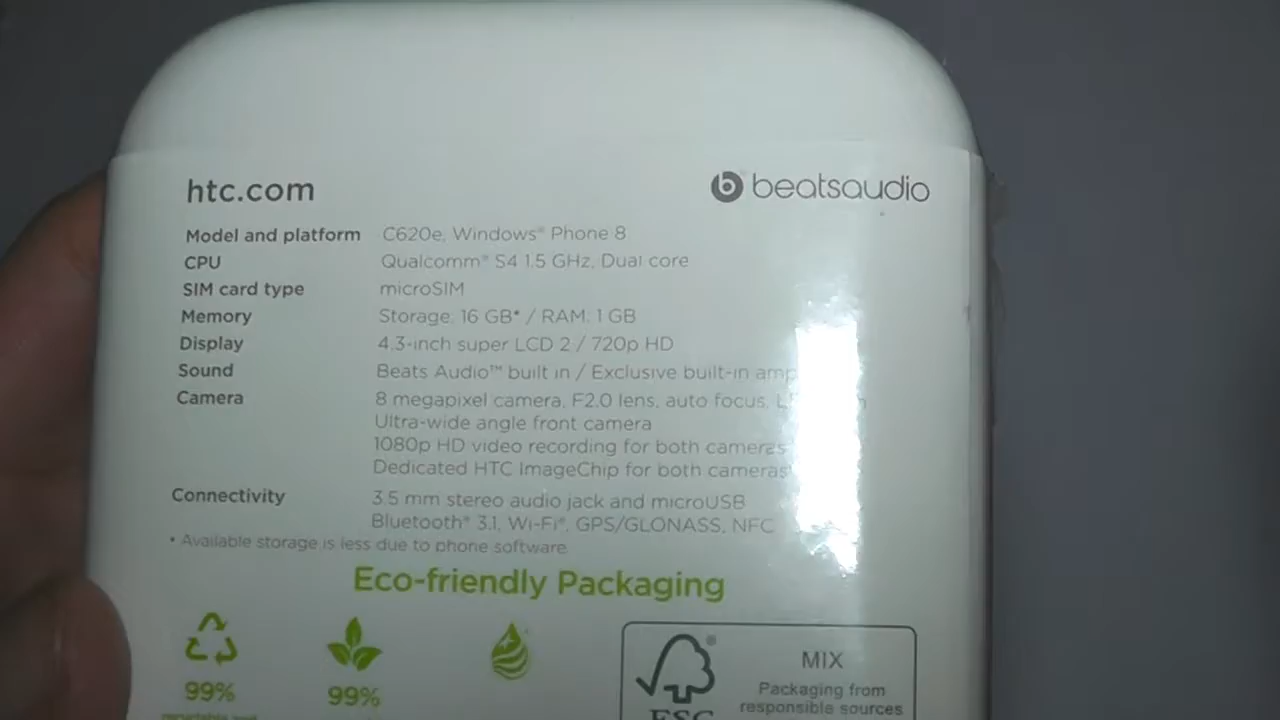 htc.com
beatsaudio
Model and platform C620e, Windows® Phone 8
CPU Qualcomm® S4 1.5 GHz, Dual core
SIM card type microSIM
Memory Storage: 16 GB* / RAM: 1 GB
Display 4.3-inch super LCD 2 / 720p HD
Sound Beats Audio™ built in / Exclusive built-in amp
Camera 8 megapixel camera, F2.0 lens, auto focus,
Ultra-wide angle front camera
1080p HD video recording for both cameras
Dedicated HTC ImageChip for both cameras
Connectivity 3.5 mm stereo audio jack and microUSB
Bluetooth® 3.1, Wi-Fi®, GPS/GLONASS, NFC
* Available storage is less due to phone software
Eco-friendly Packaging
99%
99%
MIX
Packaging from
responsible sources
FSC